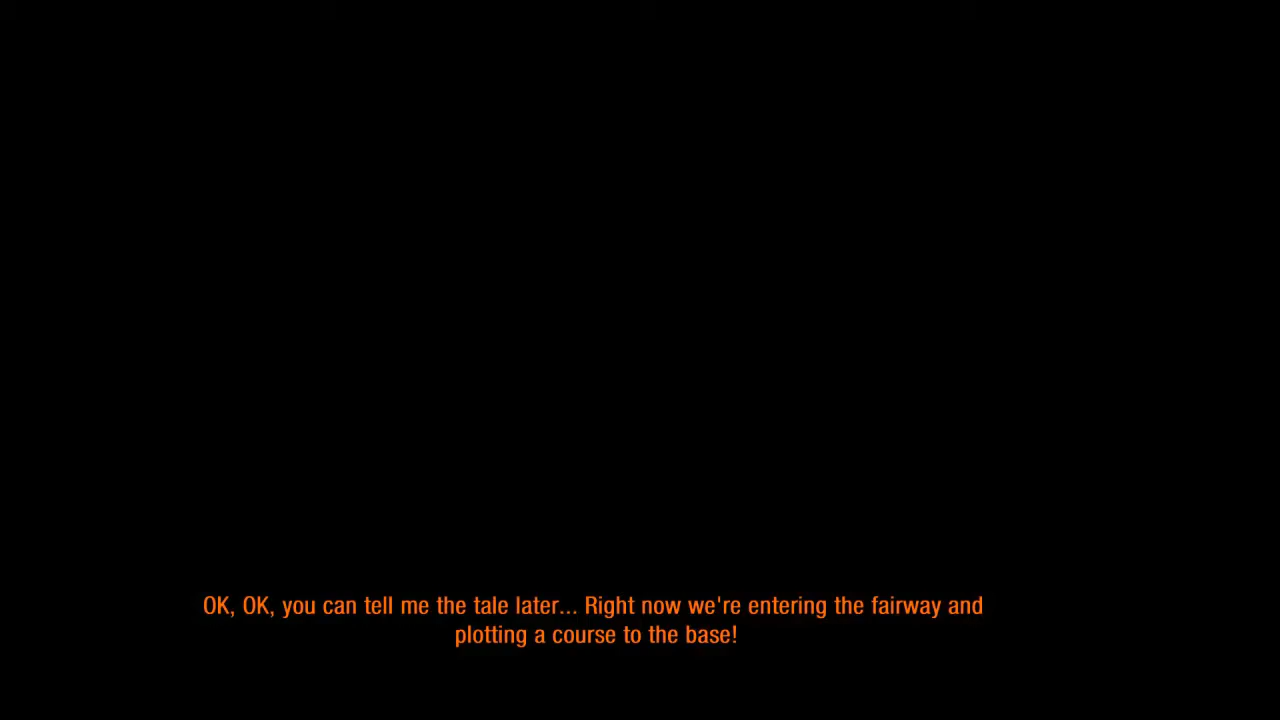 OK, OK, you can tell me the tale later... Right now we're entering the fairway and
plotting a course to the base!